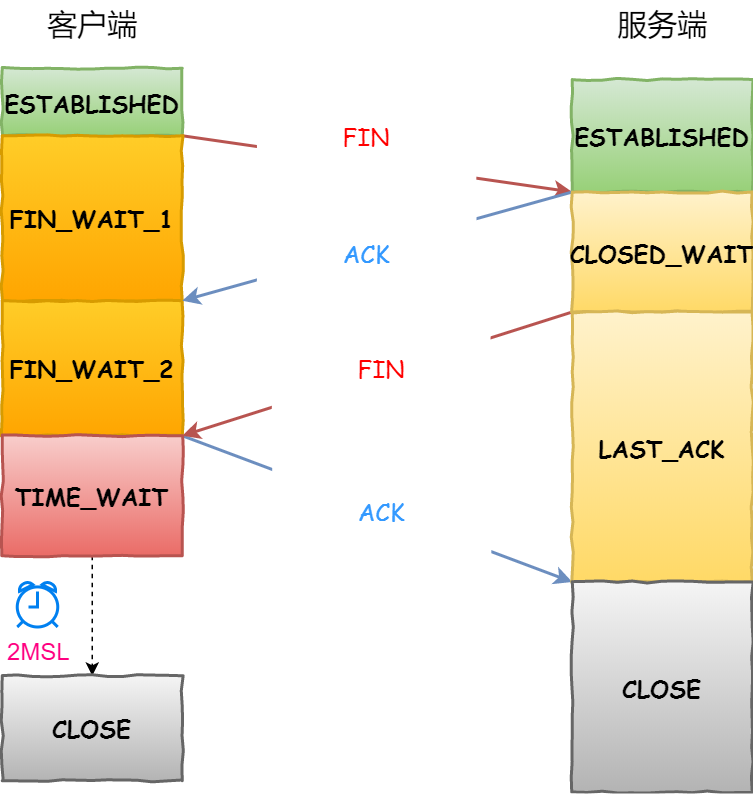 客户端
服务端
ESTABLISHED
ESTABLISHED
FIN
FIN_WAIT_1
ACK
CLOSED_WAIT
FIN_WAIT_2
FIN
LAST_ACK
TIME_WAIT
ACK
2MSL
CLOSE
CLOSE